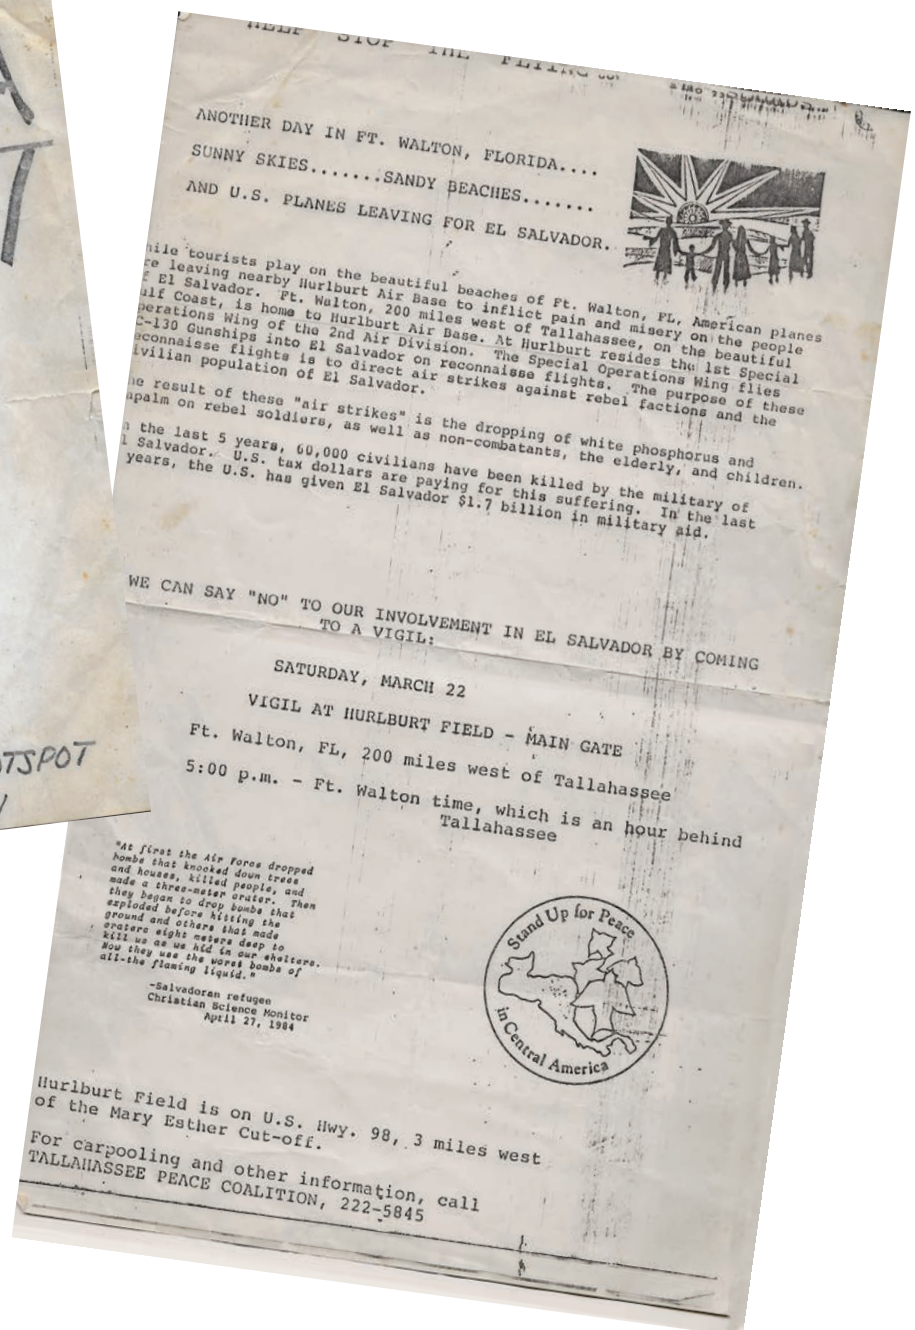 HELP STOP THE FLYING
ANOTHER DAY IN FT. WALTON, FLORIDA....
SUNNY SKIES.......SANDY BEACHES.......
AND U.S. PLANES LEAVING FOR EL SALVADOR.
hile tourists play on the beautiful beaches of Ft. Walton, FL, American planes
re leaving nearby Hurlburt Air Base to inflict pain and misery on the people
f El Salvador. Ft. Walton, 200 miles west of Tallahassee, on the beautiful
ulf Coast, is home to Hurlburt Air Base. At Hurlburt resides the 1st Special
perations Wing of the 2nd Air Division. The Special Operations Wing flies
C-130 Gunships into El Salvador on reconnaisse flights. The purpose of these
econnaisse flights is to direct air strikes against rebel factions and the
ivilian population of El Salvador.
he result of these "air strikes" is the dropping of white phosphorus and
apalm on rebel soldiers, as well as non-combatants, the elderly, and children.
n the last 5 years, 60,000 civilians have been killed by the military of
l Salvador. U.S. tax dollars are paying for this suffering. In the last
years, the U.S. has given El Salvador $1.7 billion in military aid.
WE CAN SAY "NO" TO OUR INVOLVEMENT IN EL SALVADOR BY COMING
TO A VIGIL:
SATURDAY, MARCH 22
VIGIL AT HURLBURT FIELD - MAIN GATE
Ft. Walton, FL, 200 miles west of Tallahassee
5:00 p.m. - Ft. Walton time, which is an hour behind
Tallahassee
TSPOT
"At first the Air Force dropped
bombs that knocked down trees
and houses, killed people, and
made a three-meter crater. Then
they began to drop bombs that
exploded before hitting the
ground and others that made
craters eight meters deep to
kill us as we hid in our shelters.
Now they use the worst bombs of
all-the flaming liquid."
-Salvadoran refugee
Christian Science Monitor
April 27, 1984
Stand Up for Peace
in Central America
Hurlburt Field is on U.S. Hwy. 98, 3 miles west
of the Mary Esther Cut-off.
For carpooling and other information, call
TALLAHASSEE PEACE COALITION, 222-5845